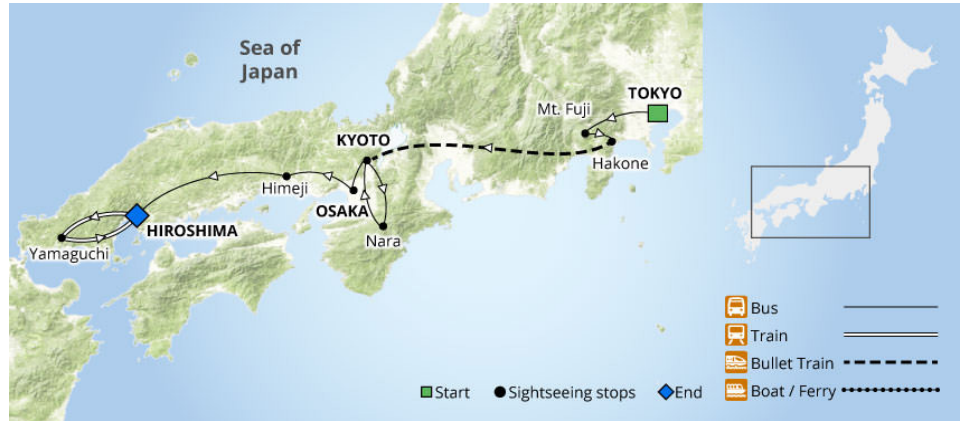 Sea of
Japan
TOKYO
Mt. Fuji
Hakone
KYOTO
Himeji
OSAKA
Nara
HIROSHIMA
Yamaguchi
Bus
Train
Bullet Train
Boat / Ferry
Start
Sightseeing stops
End